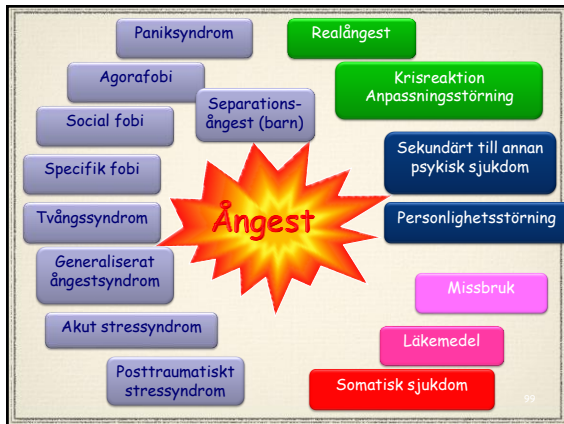 Paniksyndrom
Realångest
Agorafobi
Krisreaktion
Anpassningsstörning
Separations-
ångest (barn)
Social fobi
Sekundärt till annan
psykisk sjukdom
Specifik fobi
Ångest
Tvångssyndrom
Personlighetsstörning
Generaliserat
ångestsyndrom
Missbruk
Akut stressyndrom
Läkemedel
Posttraumatiskt
stressyndrom
Somatisk sjukdom
99